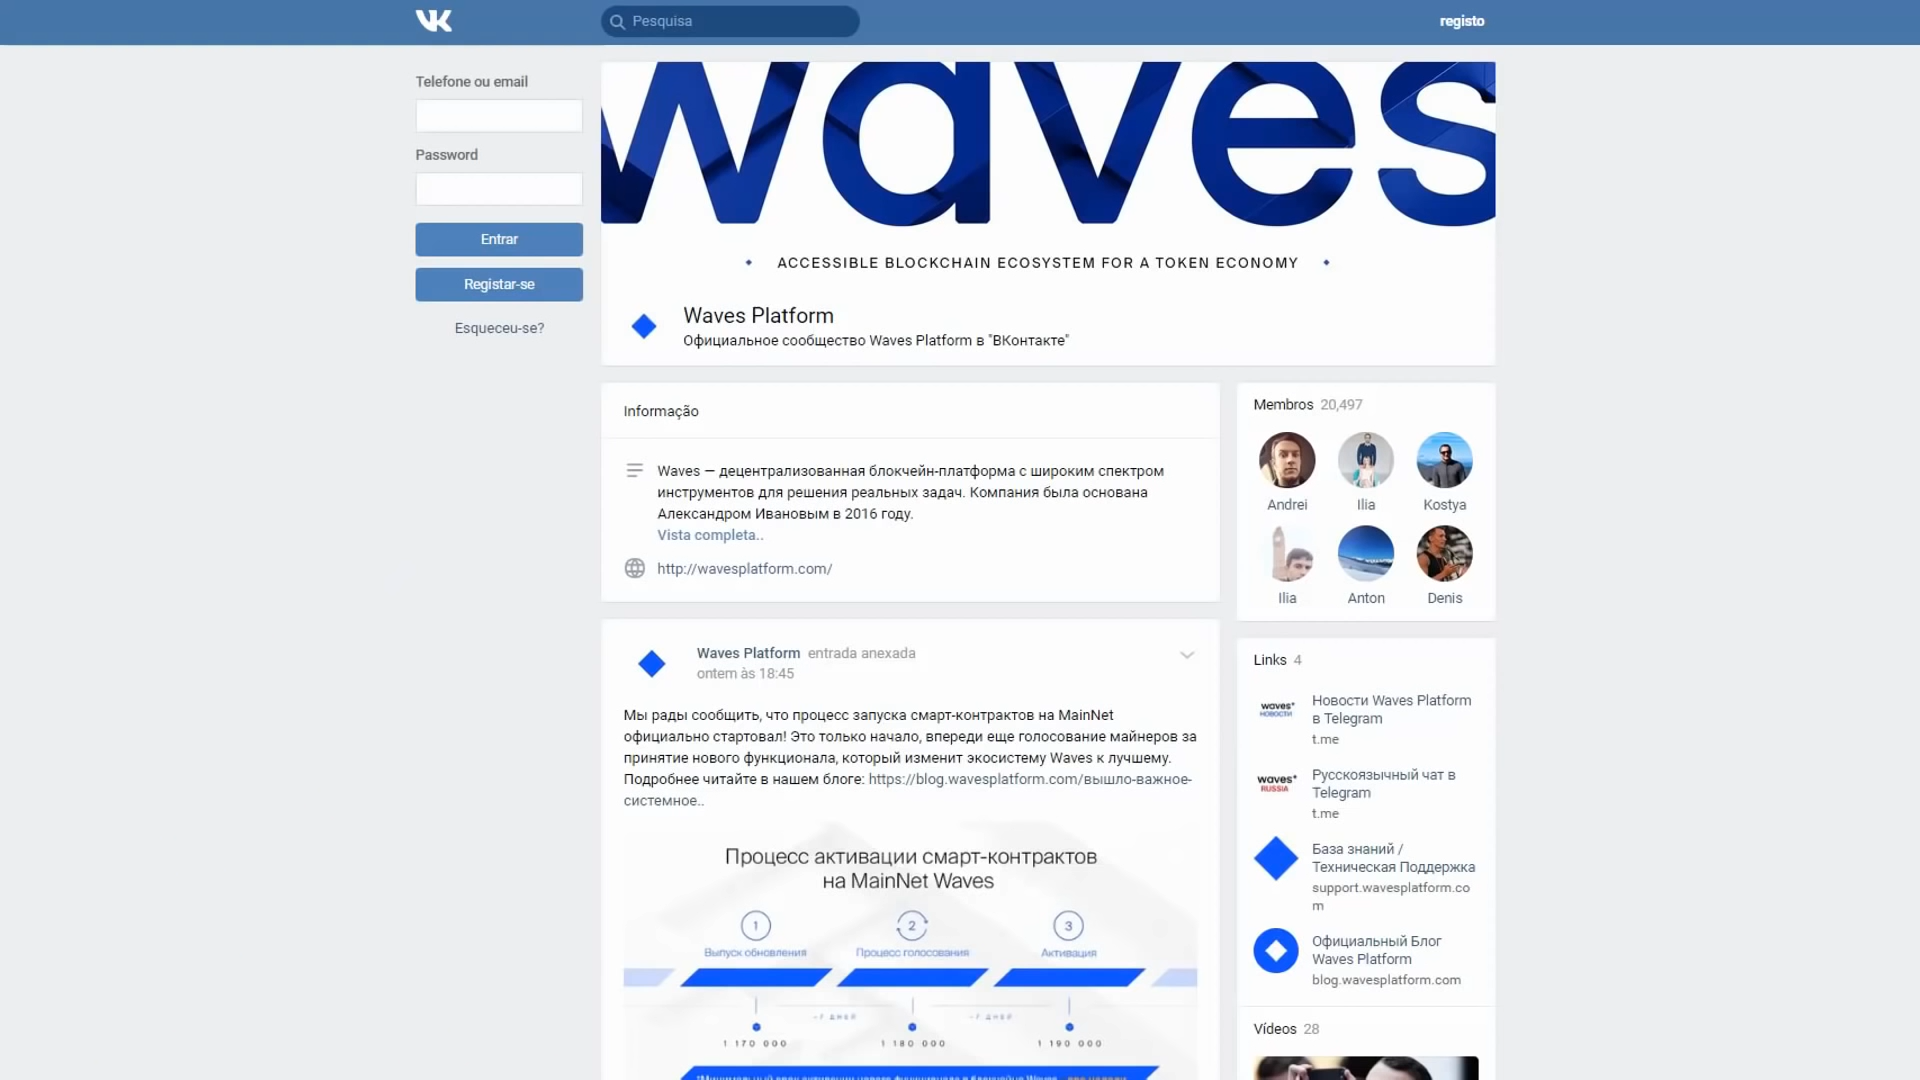 Pesquisa
registo
Telefone ou email
Password
Entrar
Registar-se
Esqueceu-se?
waves
ACCESSIBLE BLOCKCHAIN ECOSYSTEM FOR A TOKEN ECONOMY
Waves Platform
Официальное сообщество Waves Platform в "ВКонтакте"
Informação
Waves — децентрализованная блокчейн-платформа с широким спектром
инструментов для решения реальных задач. Компания была основана
Александром Ивановым в 2016 году.
Vista completa..
http://wavesplatform.com/
Waves Platform entrada anexada
ontem às 18:45
Мы рады сообщить, что процесс запуска смарт-контрактов на MainNet
официально стартовал! Это только начало, впереди еще голосование майнеров за
принятие нового функционала, который изменит экосистему Waves к лучшему.
Подробнее читайте в нашем блоге: https://blog.wavesplatform.com/вышло-важное-
системное..
Процесс активации смарт-контрактов
на MainNet Waves
1
2
3
Выпуск обновления
Процесс голосования
Активация
~7 ДНЕЙ
~7 ДНЕЙ
1 170 000
1 180 000
1 190 000
Membros 20,497
Andrei
Ilia
Kostya
Ilia
Anton
Denis
Links 4
waves
НОВОСТИ
Новости Waves Platform
в Telegram
t.me
waves
RUSSIA
Русскоязычный чат в
Telegram
t.me
База знаний /
Техническая Поддержка
support.wavesplatform.co
m
Официальный Блог
Waves Platform
blog.wavesplatform.com
Vídeos 28